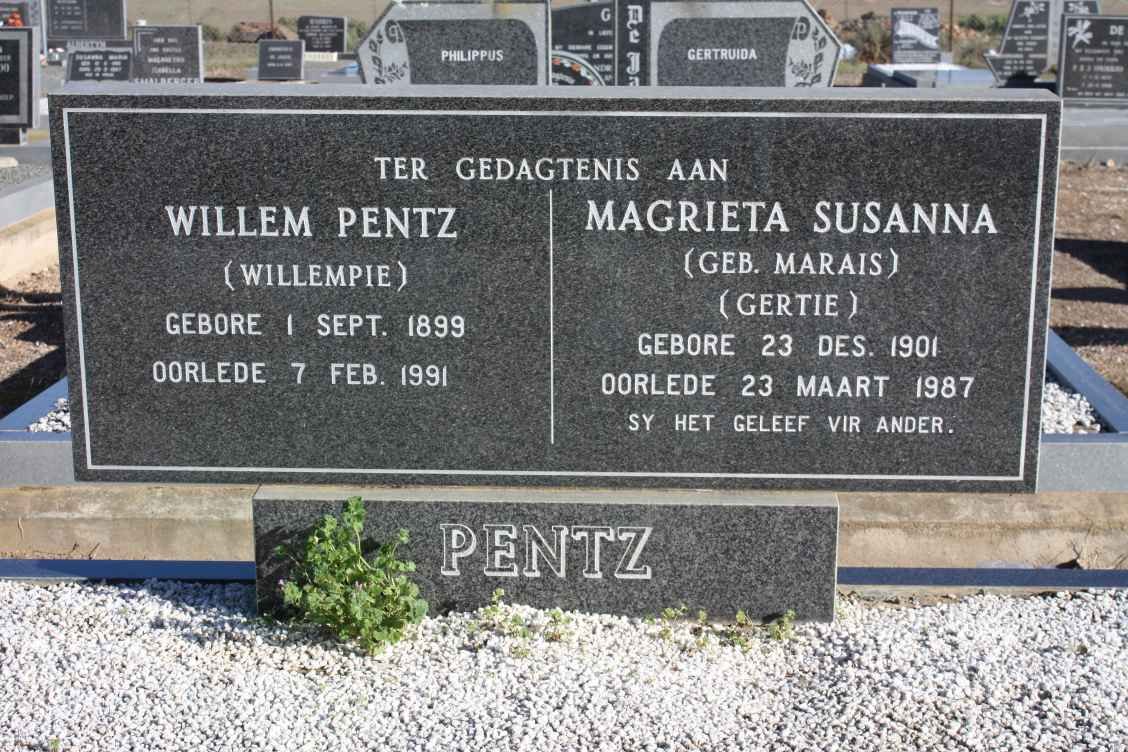 PHILIPPUS
GERTRUIDA
TER GEDAGTENIS AAN
WILLEM PENTZ
(WILLEMPIE)
GEBORE 1 SEPT. 1899
OORLEDE 7 FEB. 1991
MAGRIETA SUSANNA
(GEB. MARAIS)
(GERTIE)
GEBORE 23 DES. 1901
OORLEDE 23 MAART 1987
SY HET GELEEF VIR ANDER.
PENTZ